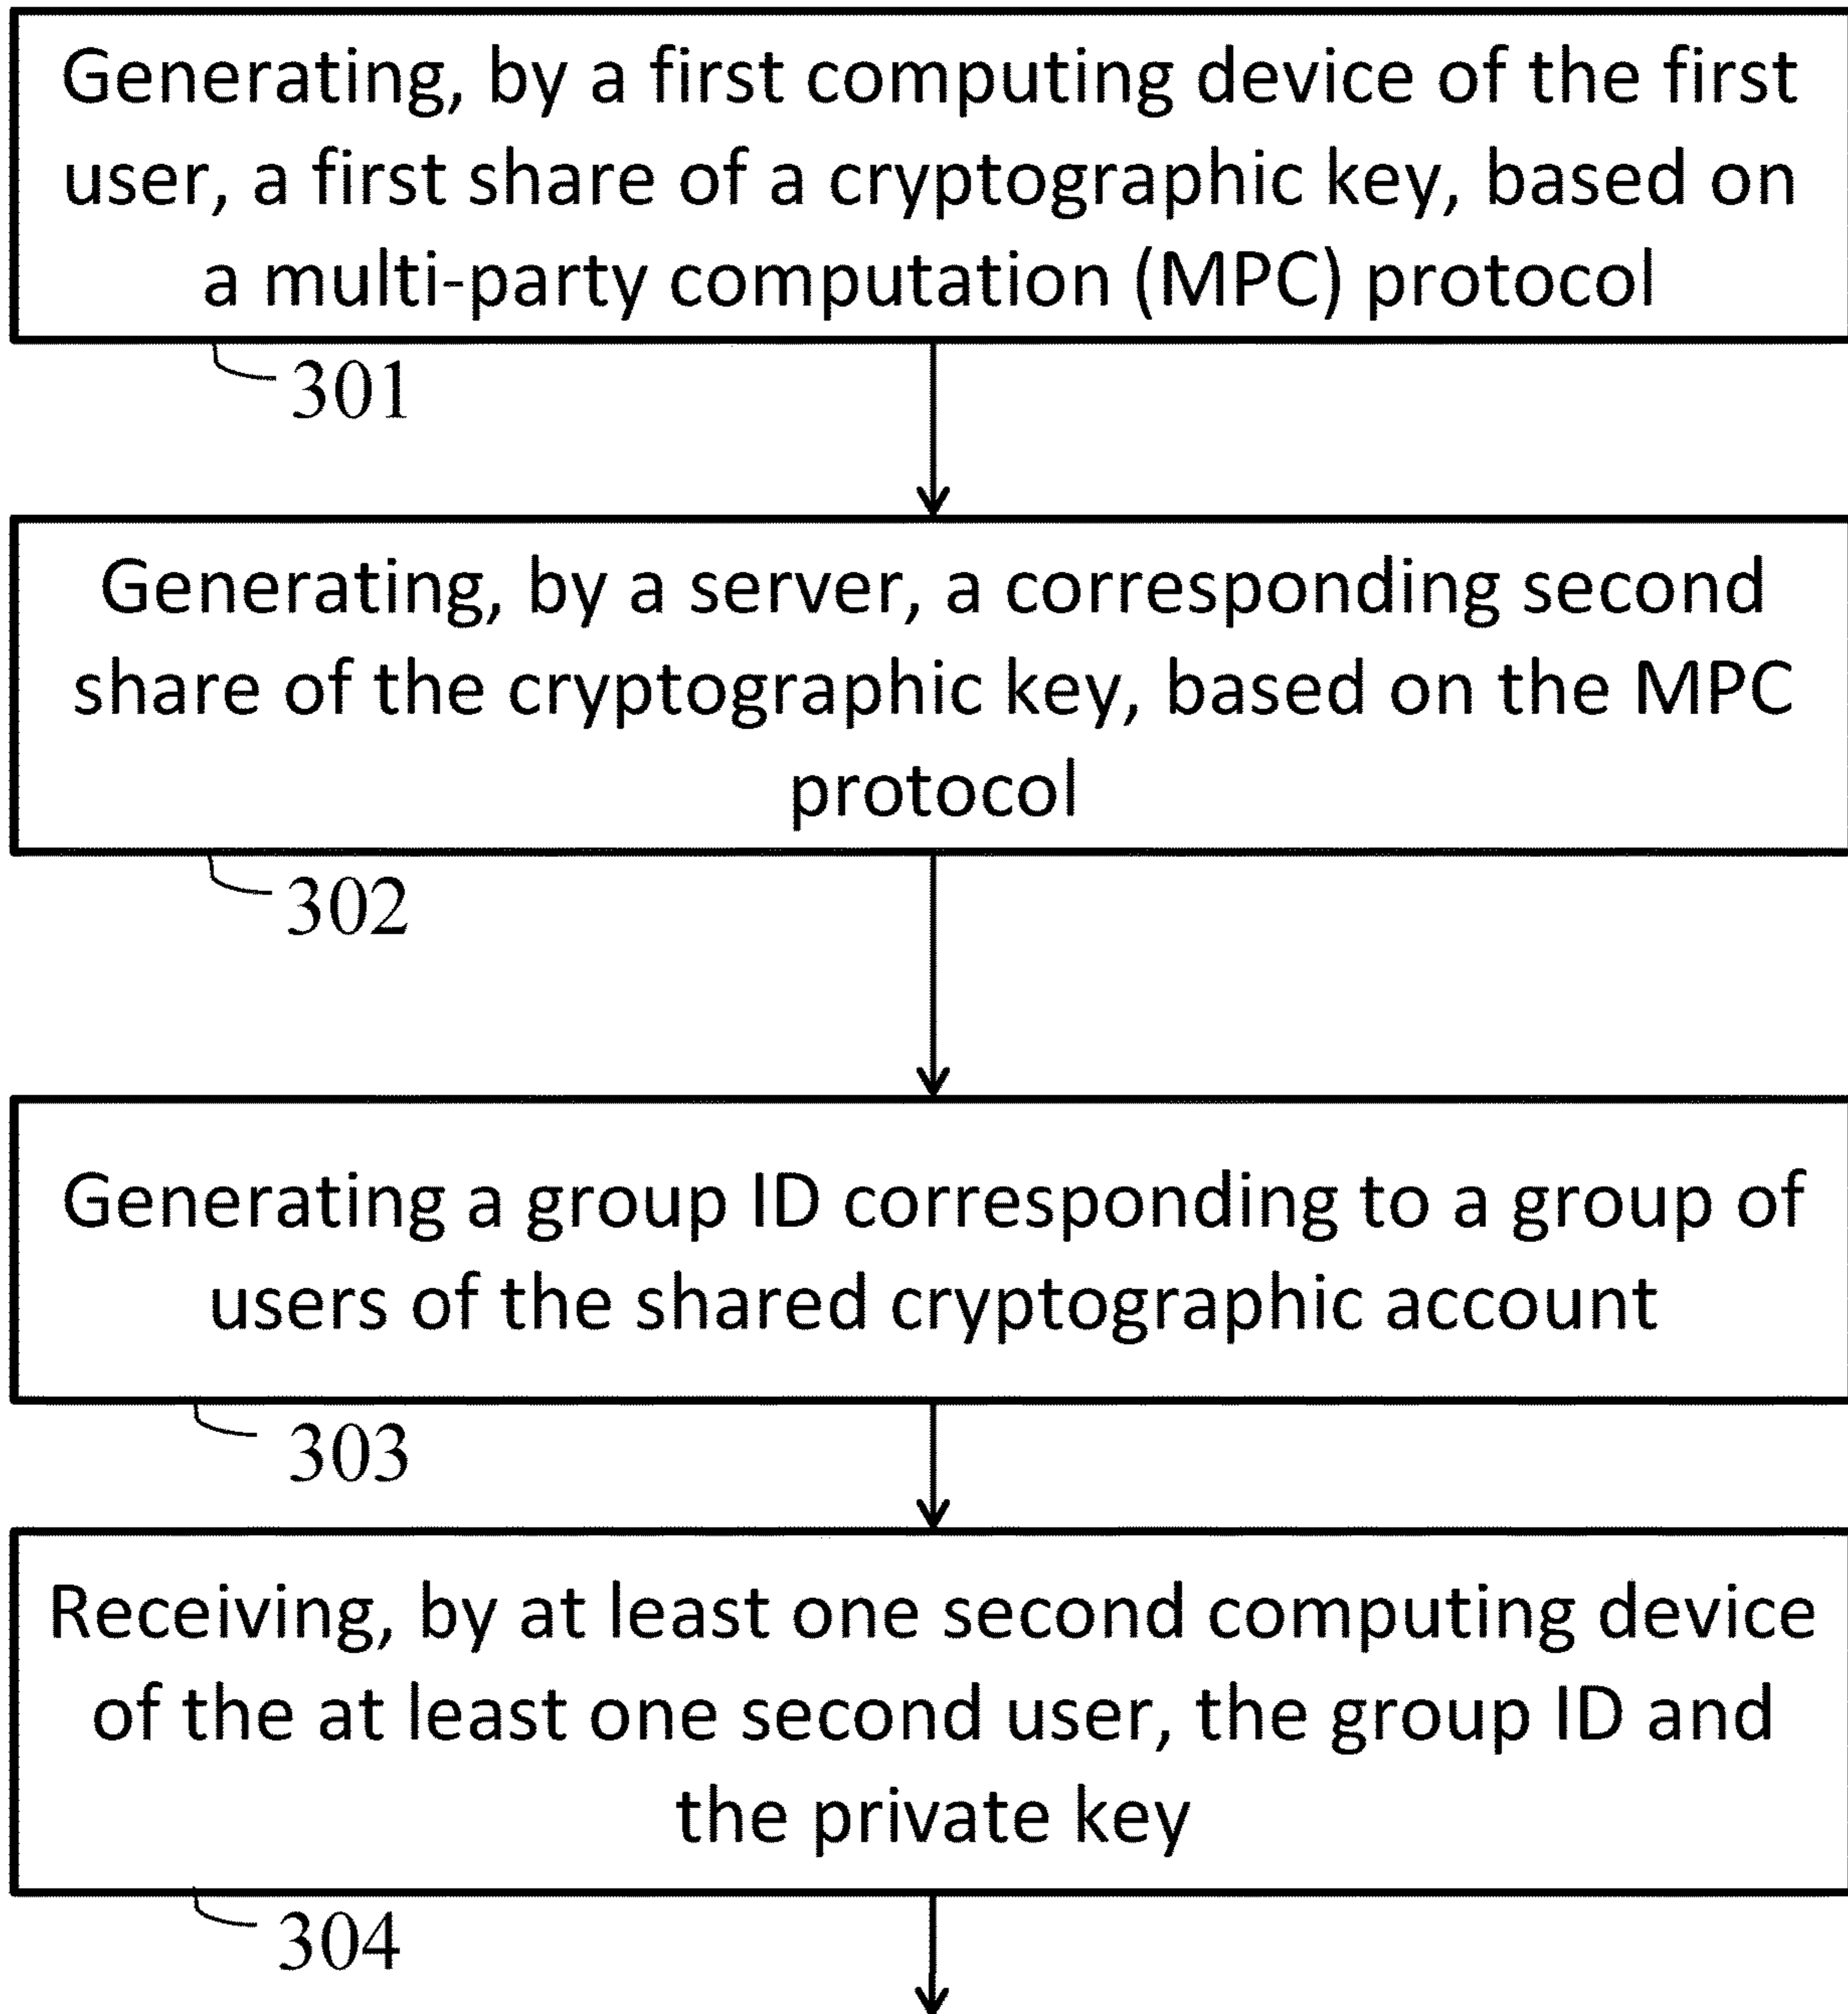 Generating, by a first computing device of the first
user, a first share of a cryptographic key, based on
a multi-party computation (MPC) protocol
301
Generating, by a server, a corresponding second
share of the cryptographic key, based on the MPC
protocol
302
Generating a group ID corresponding to a group of
users of the shared cryptographic account
303
Receiving, by at least one second computing device
of the at least one second user, the group ID and
the private key
304